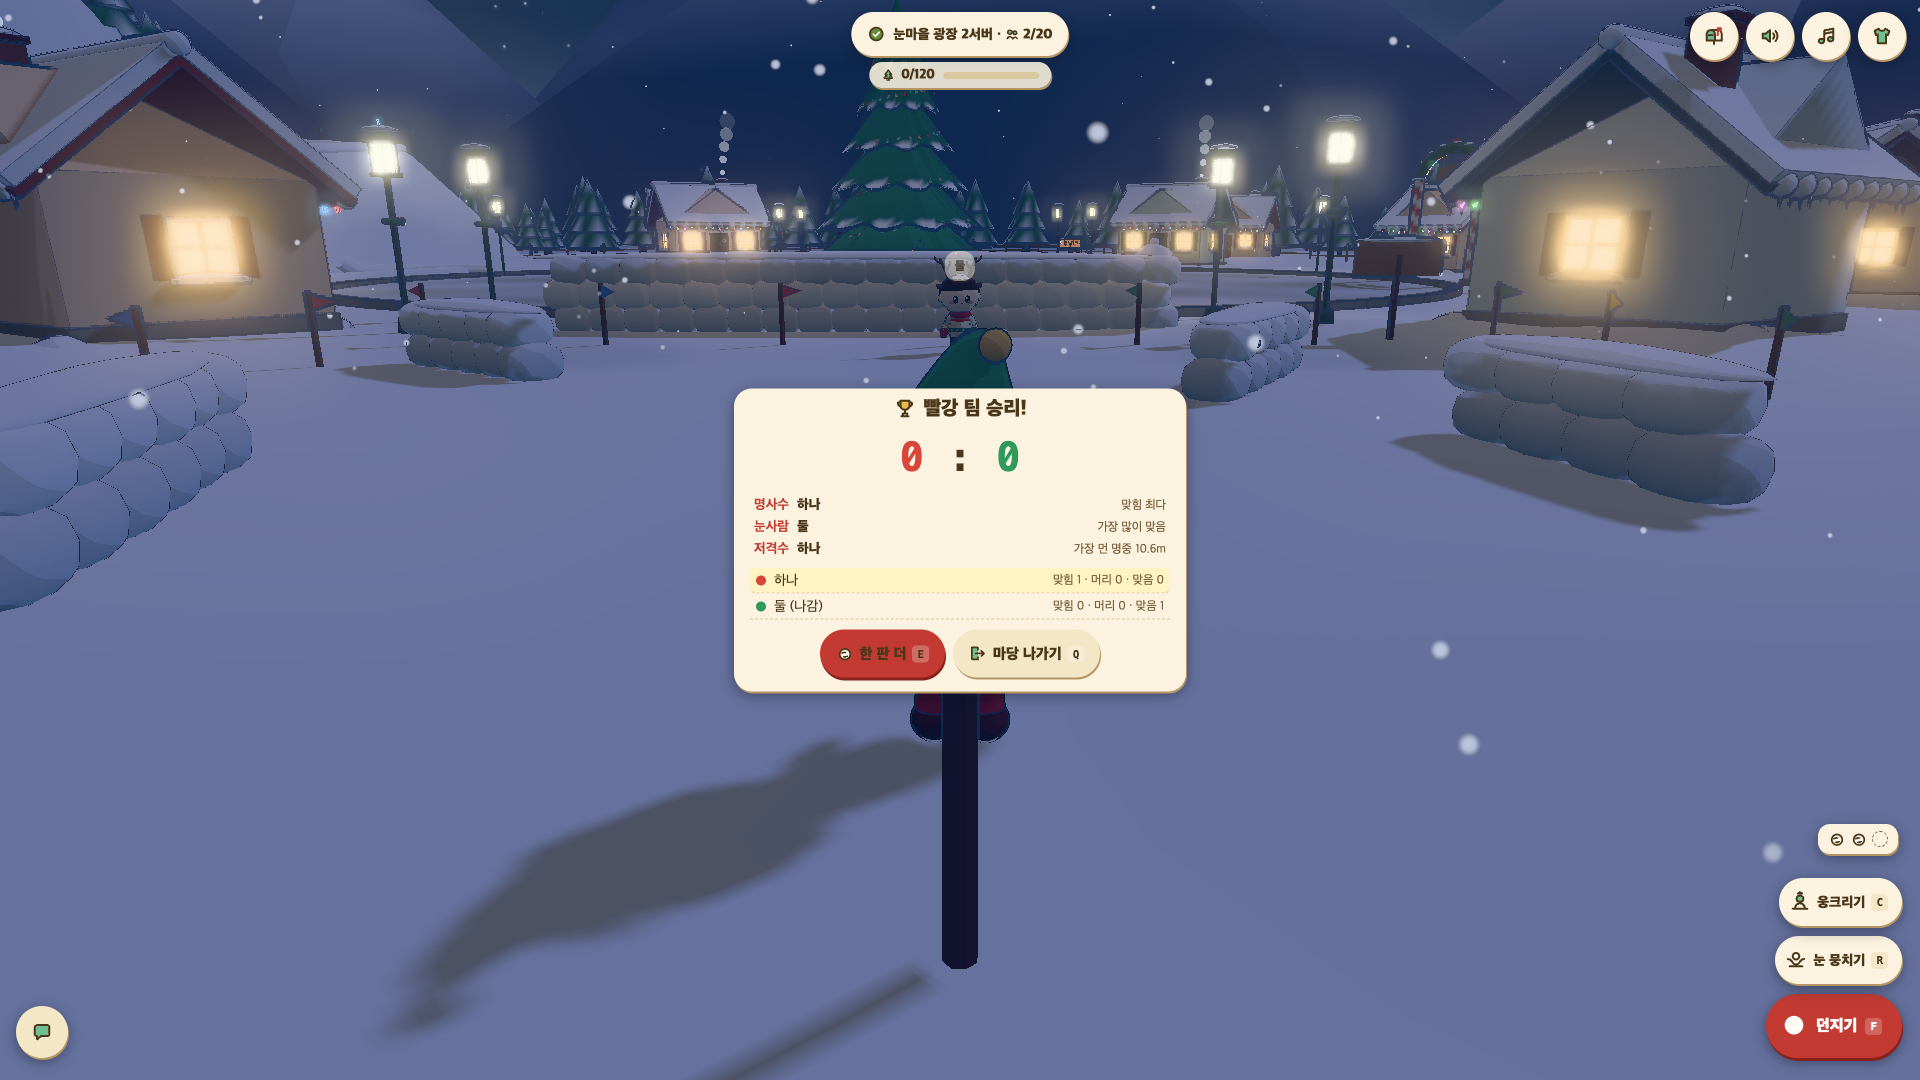 눈마을 광장 2서버 · 2/20
0/120
둘
빨강 팀 승리!
0 : 0
명사수 하나 맞힘 최다
눈사람 둘 가장 많이 맞음
저격수 하나 가장 먼 명중 10.6m
하나 맞힘 1 · 머리 0 · 맞음 0
둘 (나감) 맞힘 0 · 머리 0 · 맞음 1
한 판 더 E
마당 나가기 Q
웅크리기 C
눈 뭉치기 R
던지기 F